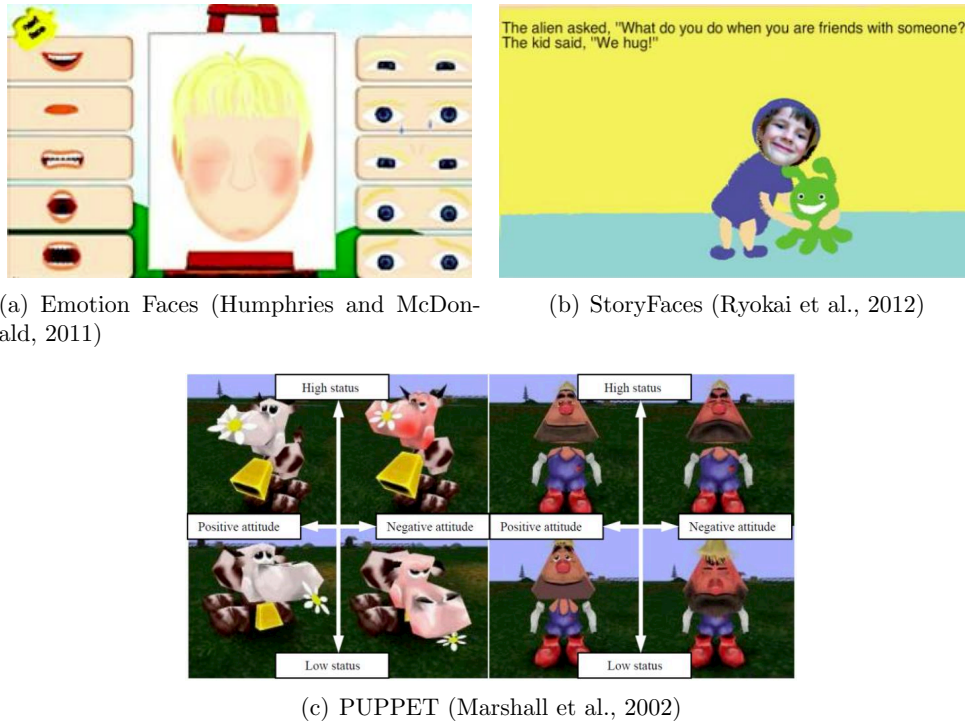 The alien asked, "What do you do when you are friends with someone?
The kid said, "We hug!"
(a) Emotion Faces (Humphries and McDon-
ald, 2011)
(b) StoryFaces (Ryokai et al., 2012)
High status
High status
Positive attitude
Negative attitude
Positive attitude
Negative attitude
Low status
Low status
(c) PUPPET (Marshall et al., 2002)